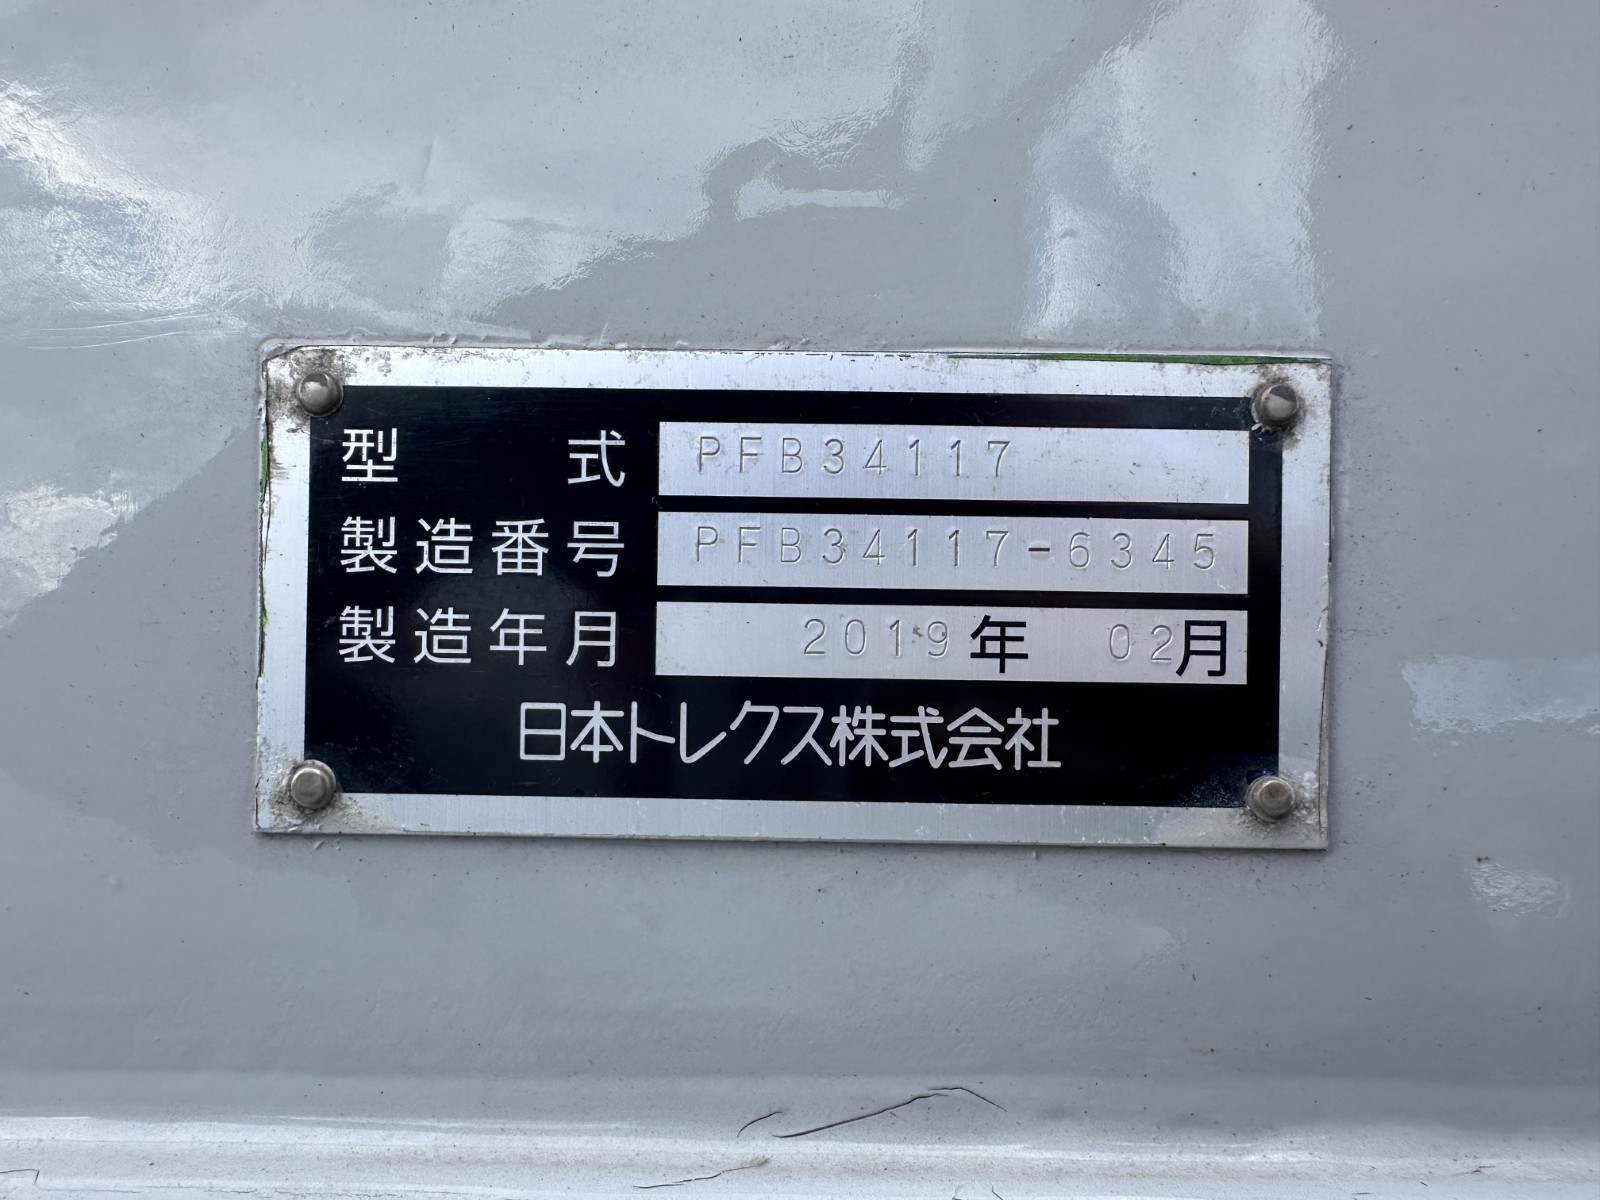 型式 PFB34117
製造番号 PFB34117-6345
製造年月 2019年 02月
日本トレクス株式会社